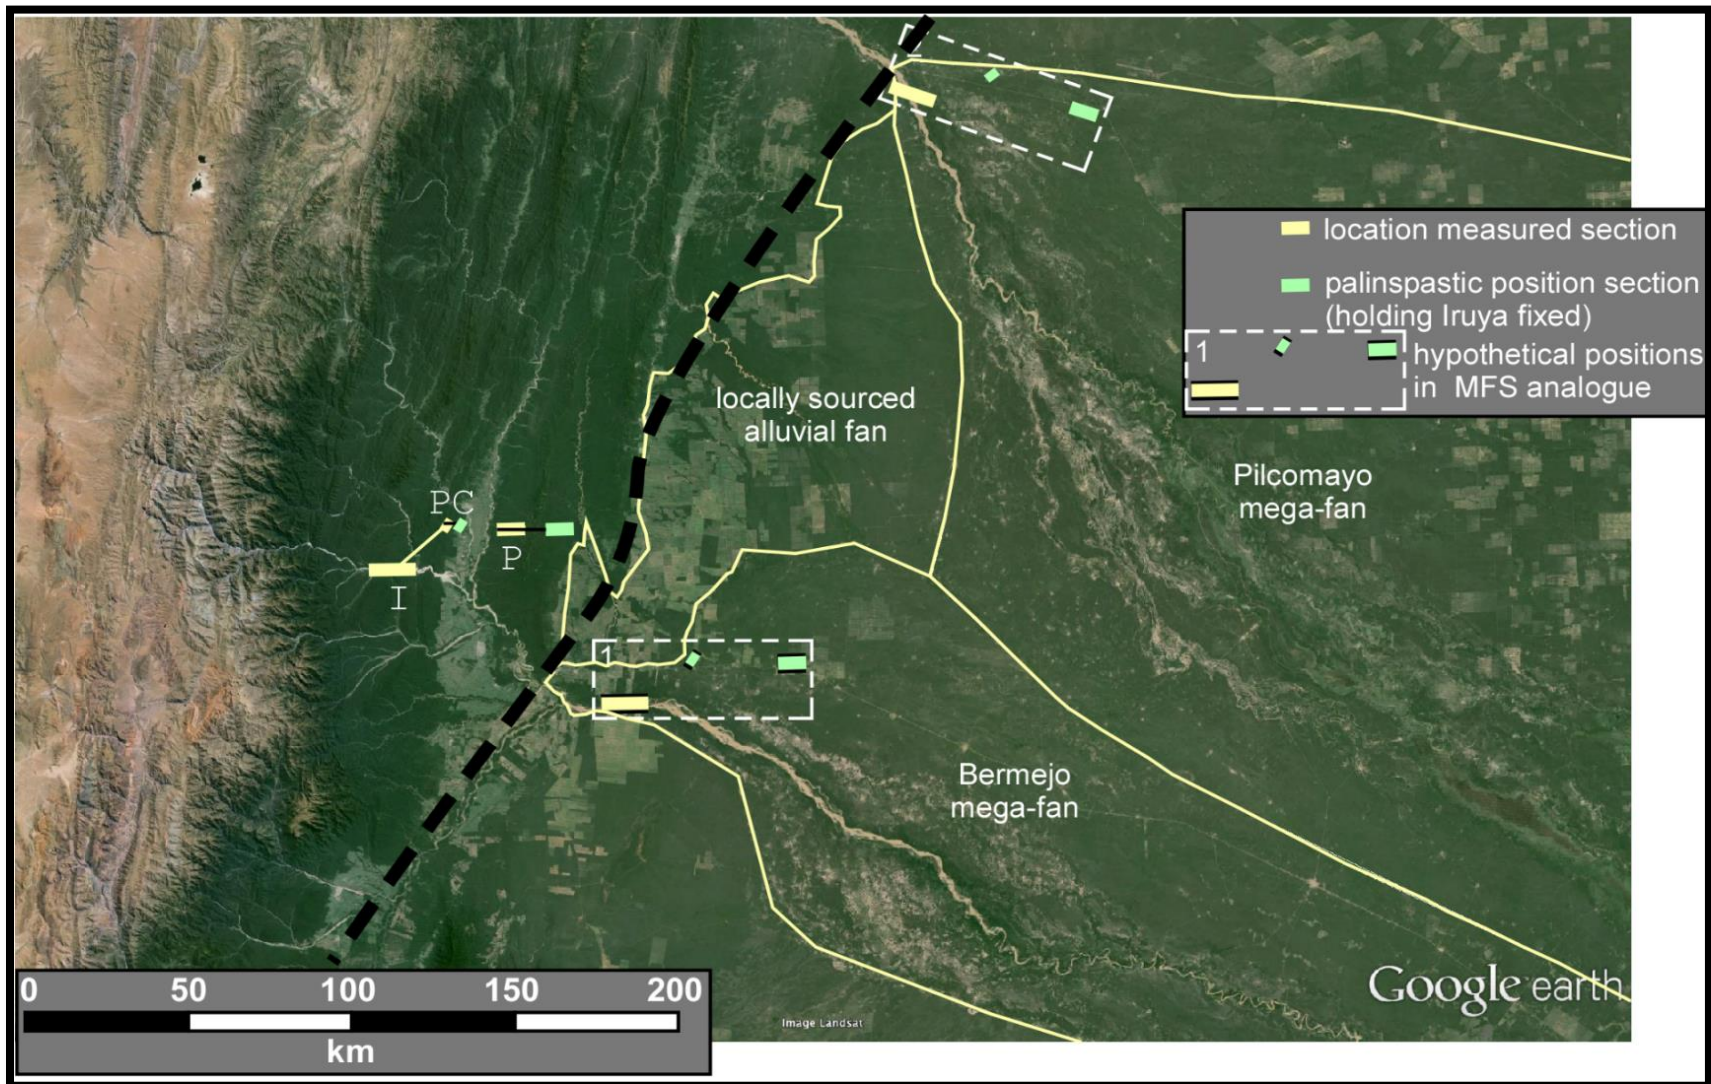 location measured section
palinspastic position section
(holding Iruya fixed)
1
hypothetical positions
in MFS analogue
locally sourced
alluvial fan
Pilcomayo
mega-fan
PC
P
I
1
Bermejo
mega-fan
Google earth
Image Landsat
0 50 100 150 200
km